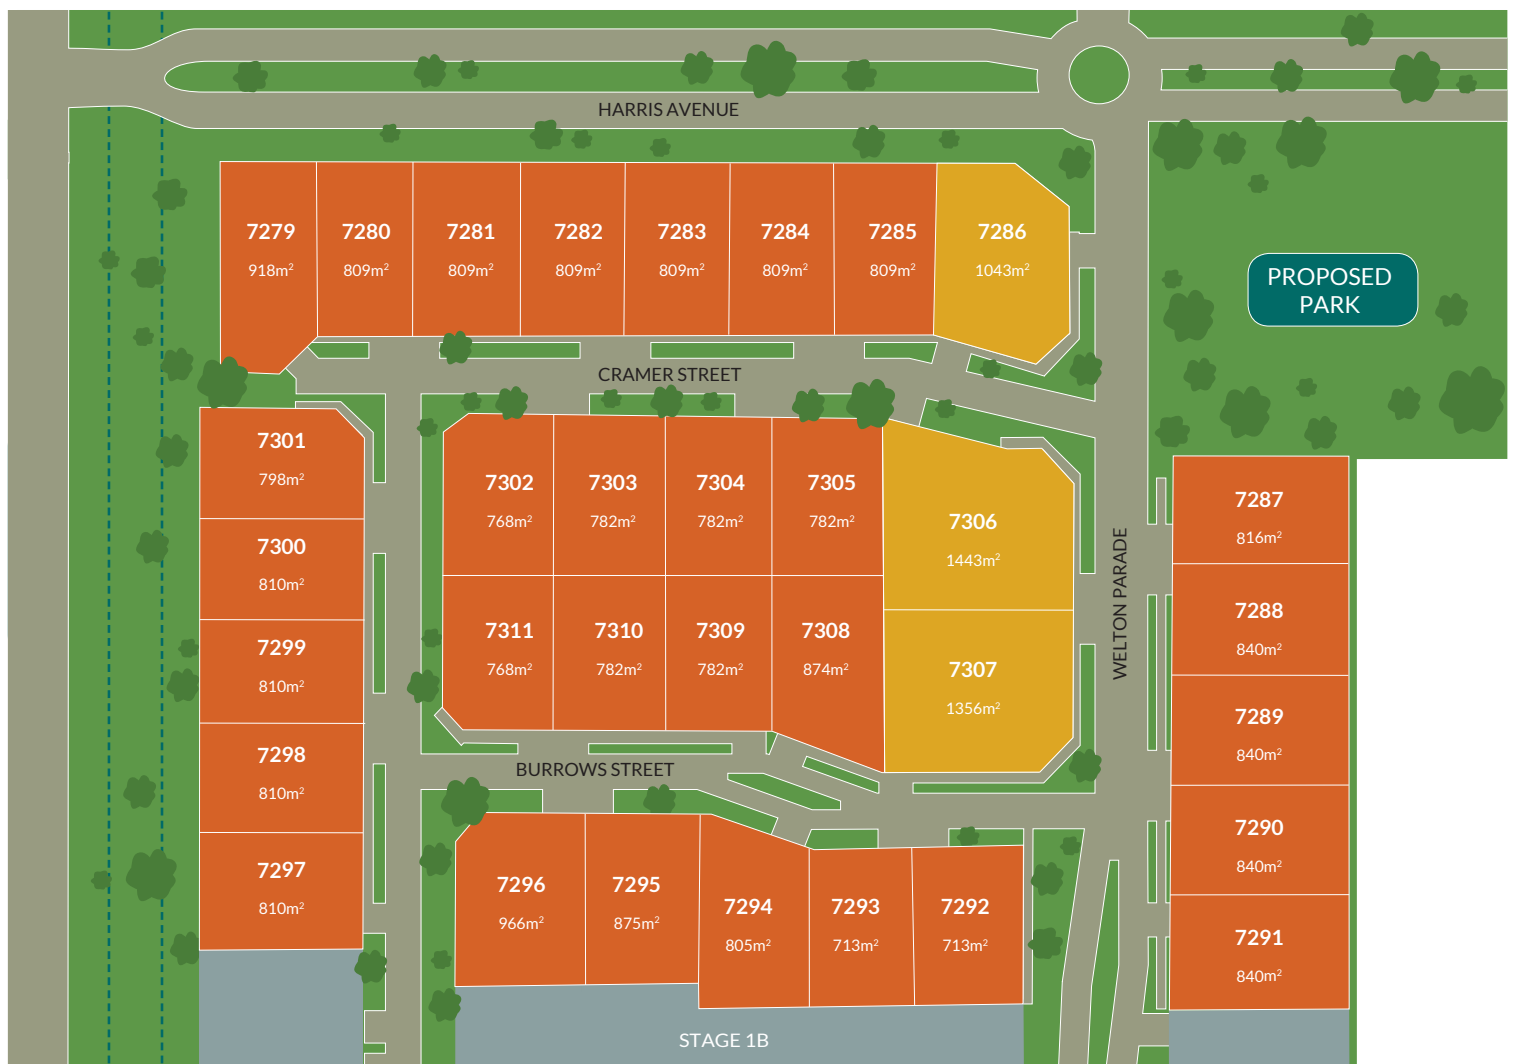 HARRIS AVENUE
7279
918m²
7280
809m²
7281
809m²
7282
809m²
7283
809m²
7284
809m²
7285
809m²
7286
1043m²
PROPOSED
PARK
CRAMER STREET
7301
798m²
7300
810m²
7299
810m²
7298
810m²
7297
810m²
7302
768m²
7303
782m²
7304
782m²
7305
782m²
7306
1443m²
7311
768m²
7310
782m²
7309
782m²
7308
874m²
7307
1356m²
WELTON PARADE
7287
816m²
7288
840m²
7289
840m²
7290
840m²
7291
840m²
BURROWS STREET
7296
966m²
7295
875m²
7294
805m²
7293
713m²
7292
713m²
STAGE 1B